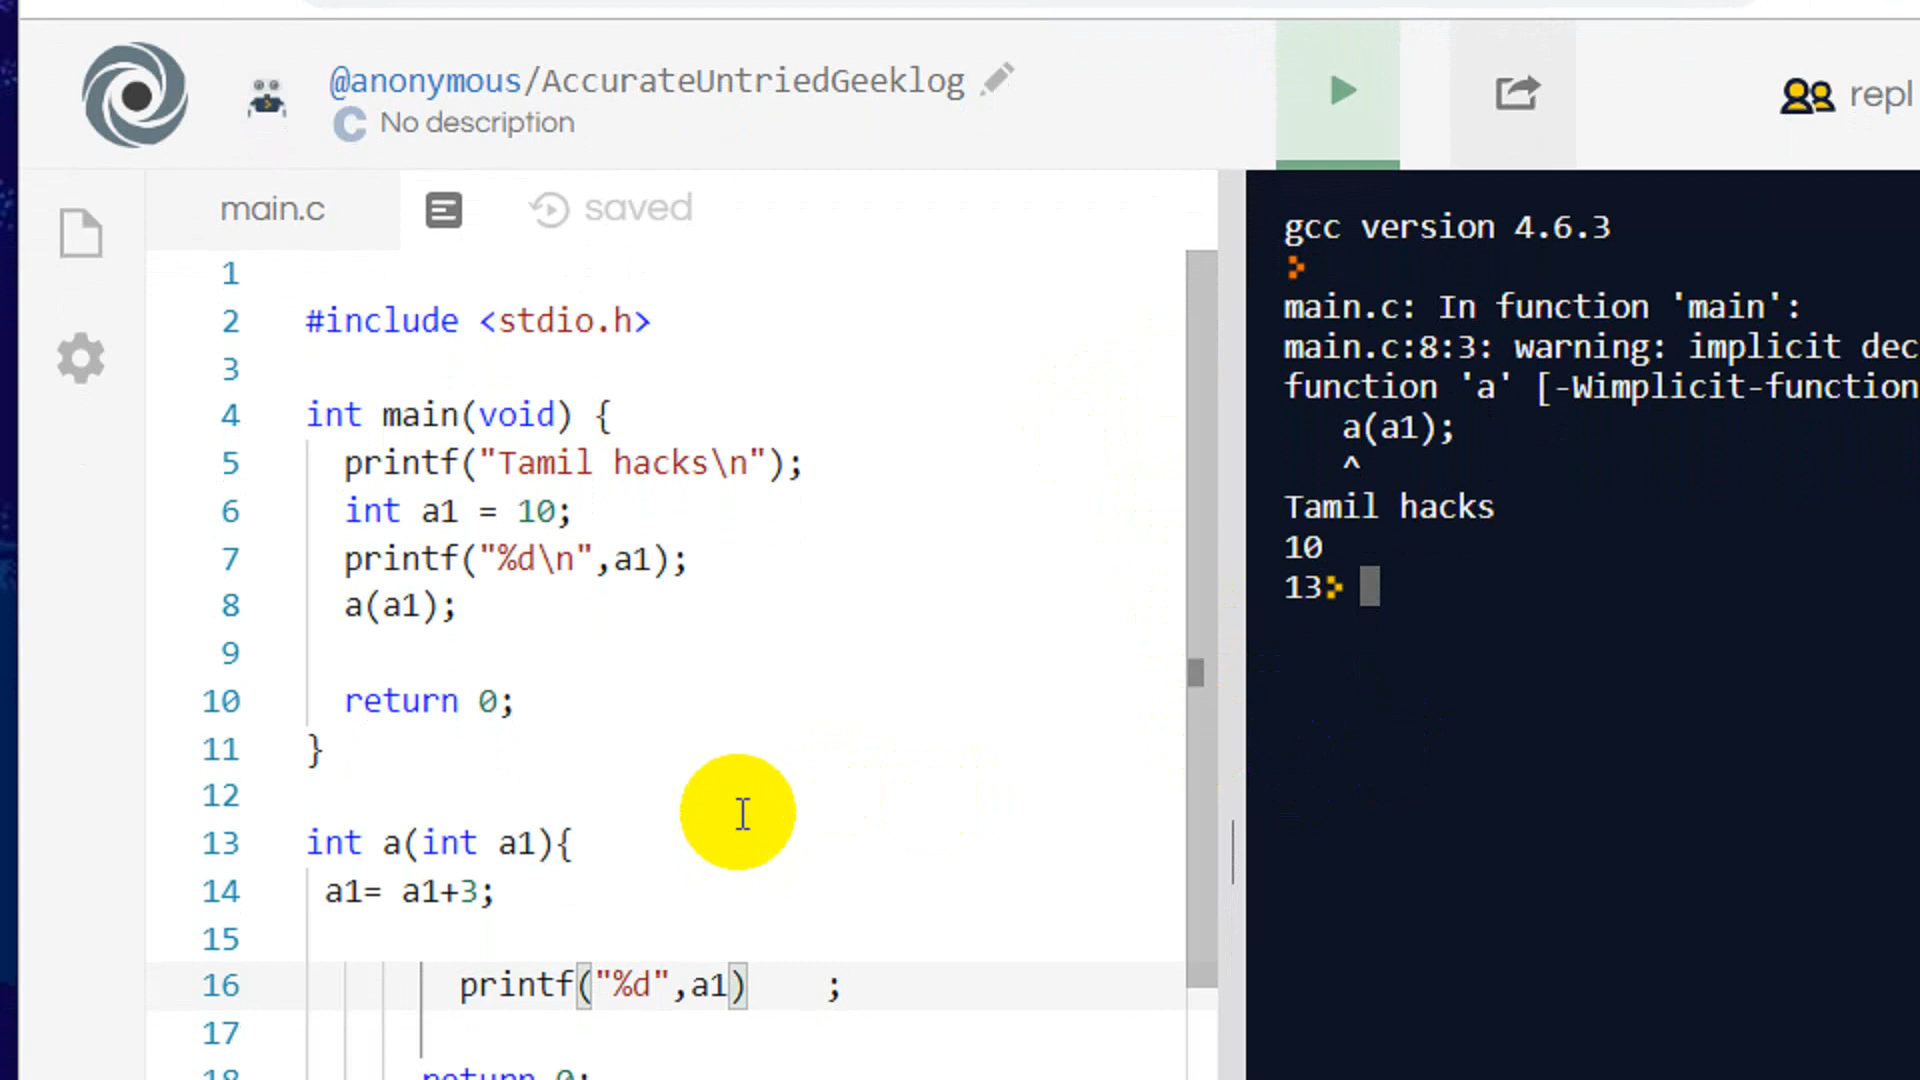 @anonymous/AccurateUntriedGeeklog
C No description
repl
main.c
saved
1
2 #include <stdio.h>
3
4 int main(void) {
5 printf("Tamil hacks\n");
6 int a1 = 10;
7 printf("%d\n",a1);
8 a(a1);
9
10 return 0;
11 }
12
13 int a(int a1){
14 a1= a1+3;
15
16 printf("%d",a1) ;
17
18 return 0;
gcc version 4.6.3
main.c: In function 'main':
main.c:8:3: warning: implicit dec
function 'a' [-Wimplicit-function
a(a1);
^
Tamil hacks
10
13